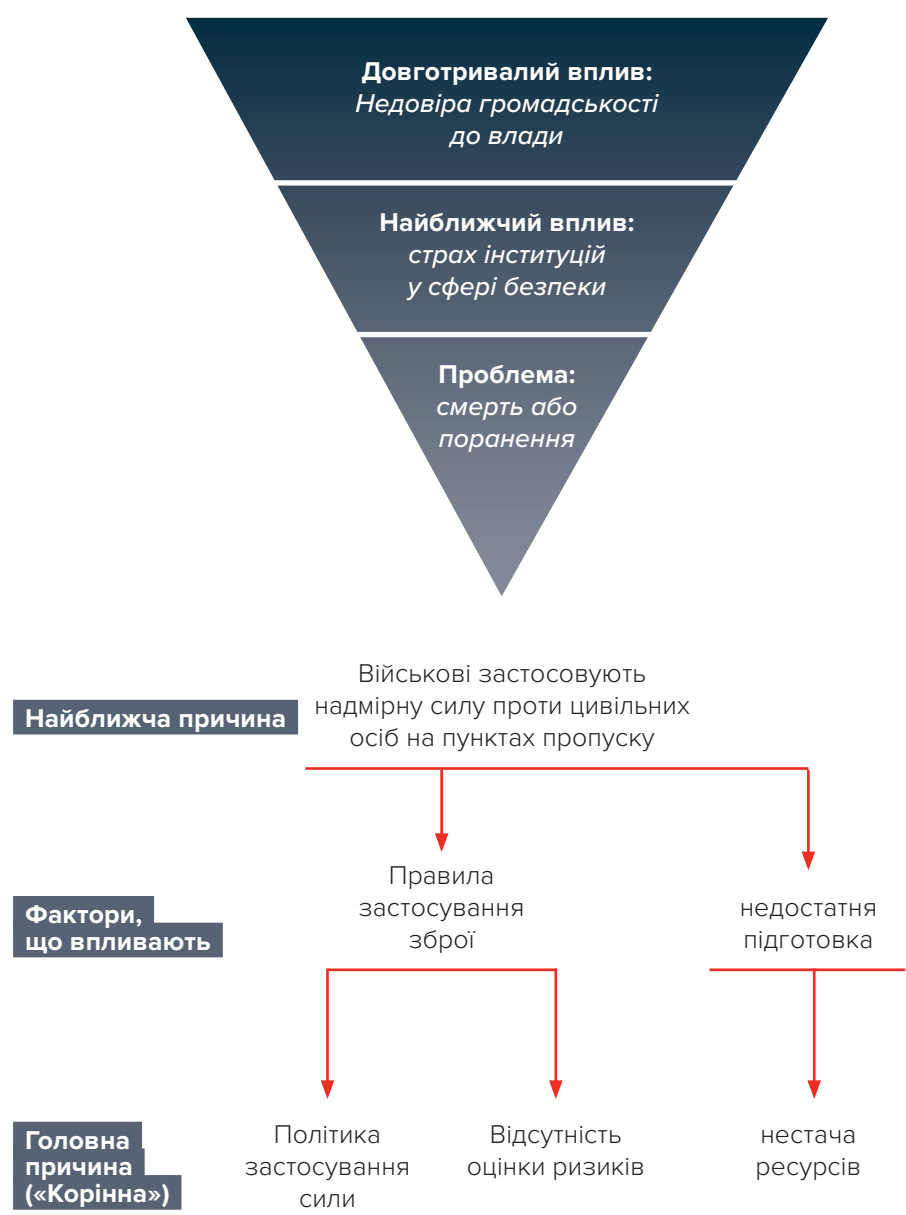 Довготривалий вплив:
Недовіра громадськості
до влади
Найближчий вплив:
страх інституцій
у сфері безпеки
Проблема:
смерть або
поранення
Найближча причина
Військові застосовують
надмірну силу проти цивільних
осіб на пунктах пропуску
Фактори,
що впливають
Правила
застосування
зброї
недостатня
підготовка
Головна
причина
(«Корінна»)
Політика
застосування
сили
Відсутність
оцінки ризиків
нестача
ресурсів